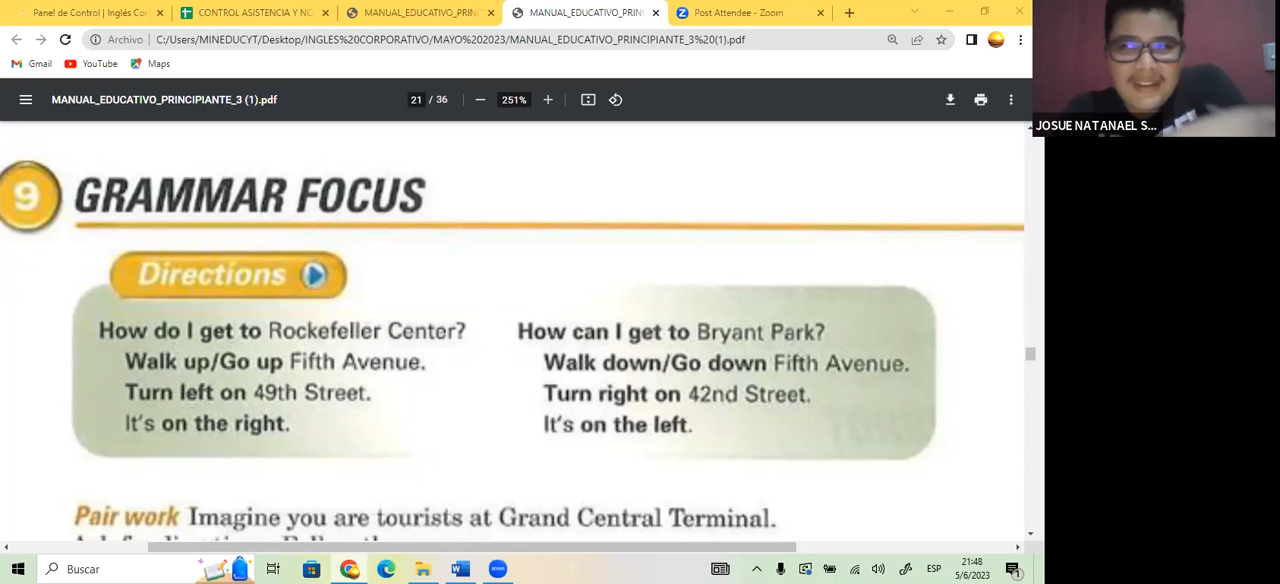 Panel de Control | Inglés Cor
CONTROL ASISTENCIA Y NO
MANUAL_EDUCATIVO_PRINC
MANUAL_EDUCATIVO_PRIN
Post Attendee - Zoom
Archivo
C:/Users/MINEDUCYT/Desktop/INGLES%20CORPORATIVO/MAYO%202023/MANUAL_EDUCATIVO_PRINCIPIANTE_3%20(1).pdf
Gmail
YouTube
Maps
MANUAL_EDUCATIVO_PRINCIPIANTE_3 (1).pdf
21 / 36
251%
JOSUE NATANAEL S...
9 GRAMMAR FOCUS
Directions
How do I get to Rockefeller Center?
Walk up/Go up Fifth Avenue.
Turn left on 49th Street.
It's on the right.
How can I get to Bryant Park?
Walk down/Go down Fifth Avenue.
Turn right on 42nd Street.
It's on the left.
Pair work Imagine you are tourists at Grand Central Terminal.
Buscar
ESP
21:48
5/6/2023